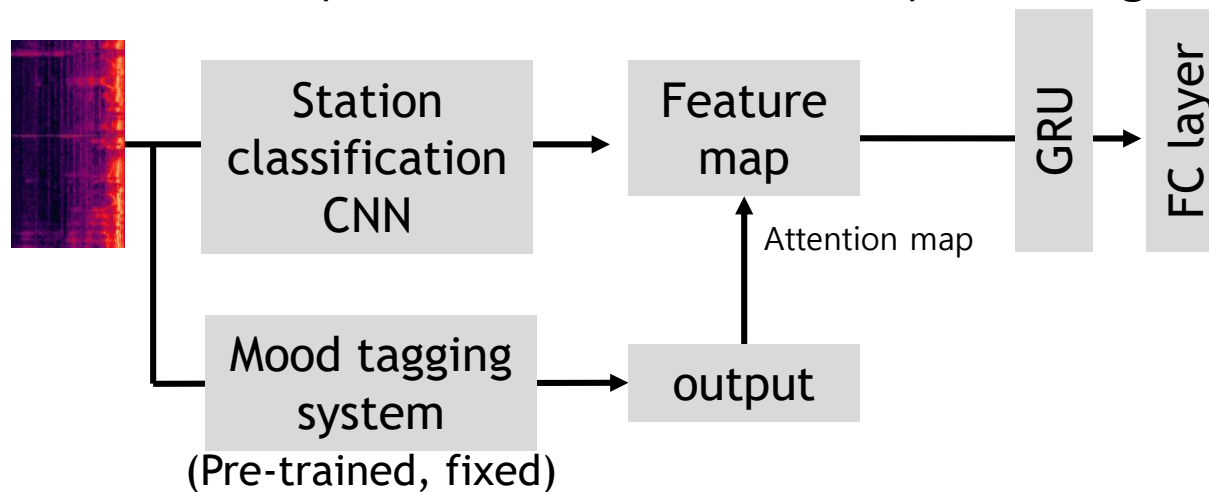 Station
classification
CNN
Feature
map
GRU
FC layer
Attention map
Mood tagging
system
(Pre-trained, fixed)
output